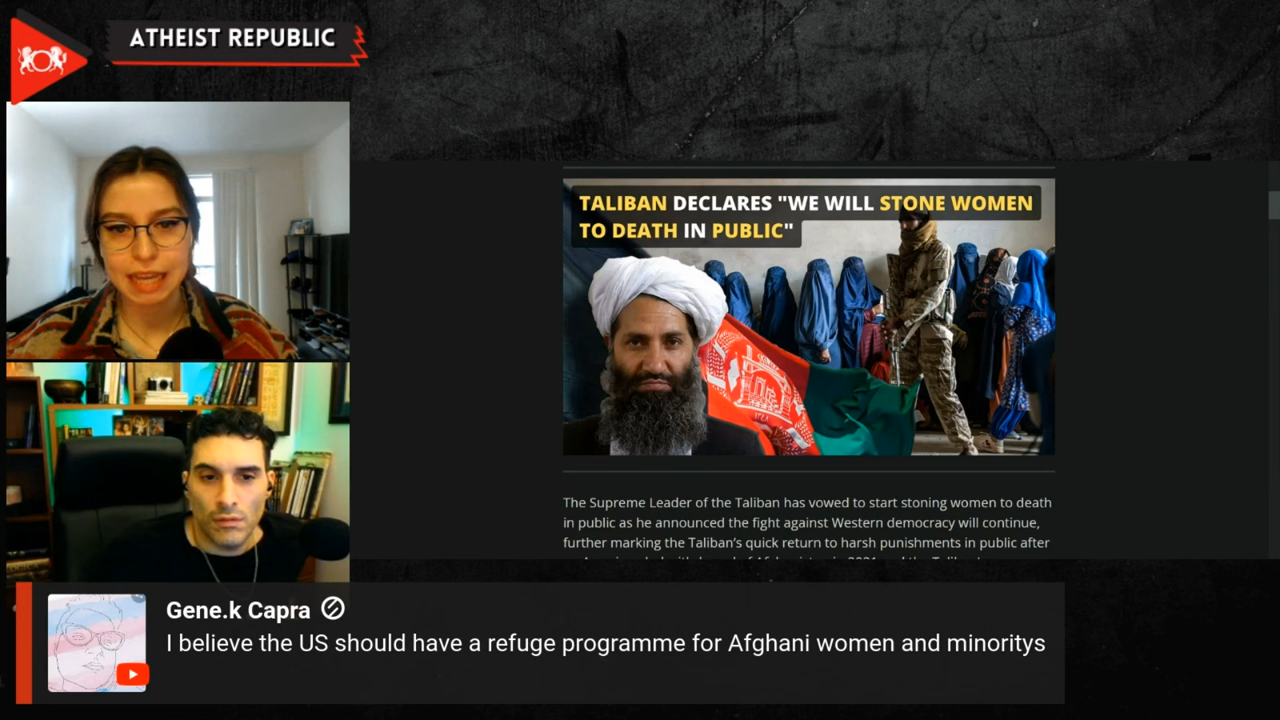 ATHEIST REPUBLIC
TALIBAN DECLARES "WE WILL STONE WOMEN
TO DEATH IN PUBLIC"
The Supreme Leader of the Taliban has vowed to start stoning women to death
in public as he announced the fight against Western democracy will continue,
further marking the Taliban's quick return to harsh punishments in public after
Gene.k Capra
I believe the US should have a refuge programme for Afghani women and minoritys